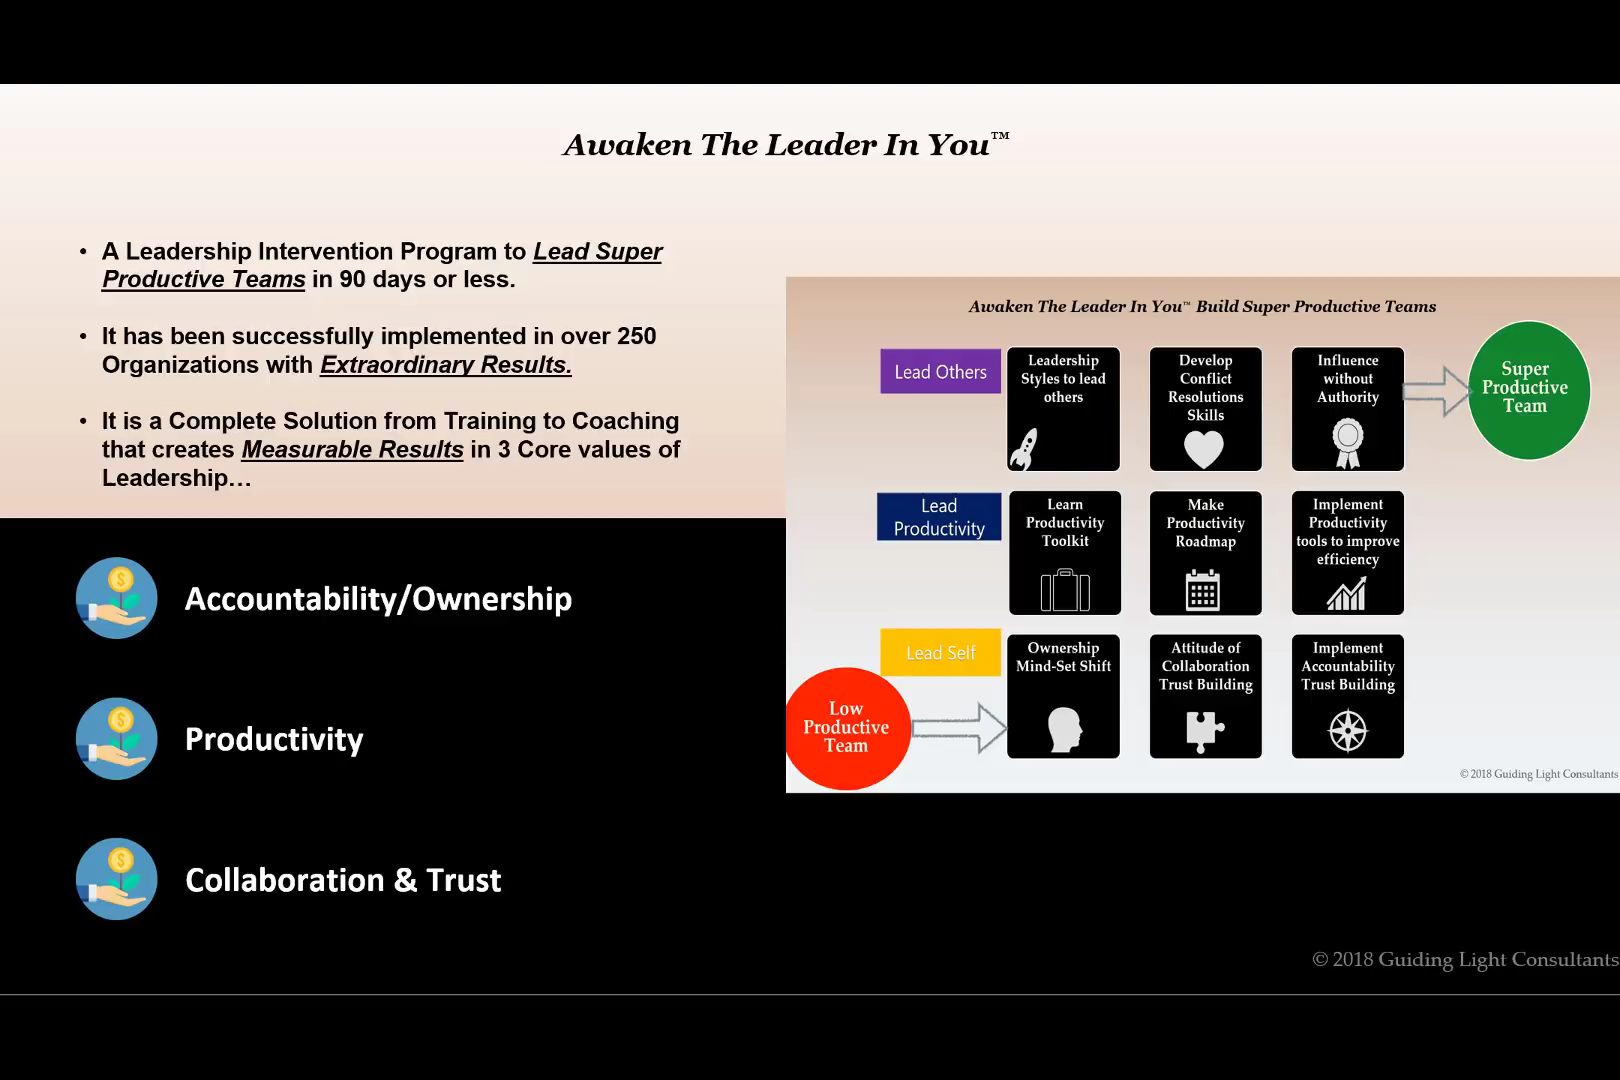 Awaken The Leader In You™
• A Leadership Intervention Program to Lead Super
Productive Teams in 90 days or less.
• It has been successfully implemented in over 250
Organizations with Extraordinary Results.
• It is a Complete Solution from Training to Coaching
that creates Measurable Results in 3 Core values of
Leadership…
Accountability/Ownership
Productivity
Collaboration & Trust
Awaken The Leader In You™ Build Super Productive Teams
Lead Others
Leadership
Styles to lead
others
Develop
Conflict
Resolutions
Skills
Influence
without
Authority
Super
Productive
Team
Lead
Productivity
Learn
Productivity
Toolkit
Make
Productivity
Roadmap
Implement
Productivity
tools to improve
efficiency
Lead Self
Ownership
Mind-Set Shift
Attitude of
Collaboration
Trust Building
Implement
Accountability
Trust Building
Low
Productive
Team
© 2018 Guiding Light Consultants
© 2018 Guiding Light Consultants